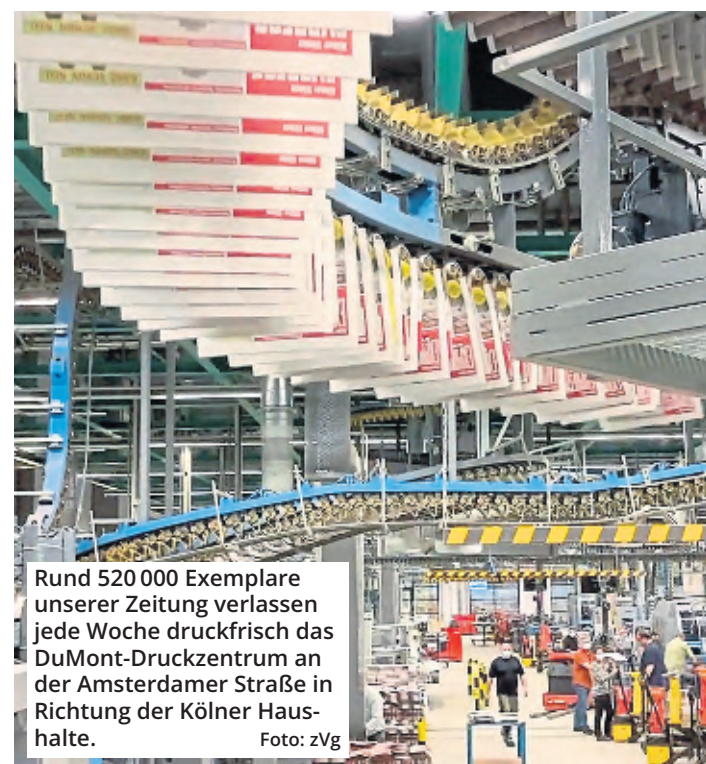 Rund 520 000 Exemplare
unserer Zeitung verlassen
jede Woche druckfrisch das
DuMont-Druckzentrum an
der Amsterdamer Straße in
Richtung der Kölner Haus-
halte. Foto: zVg